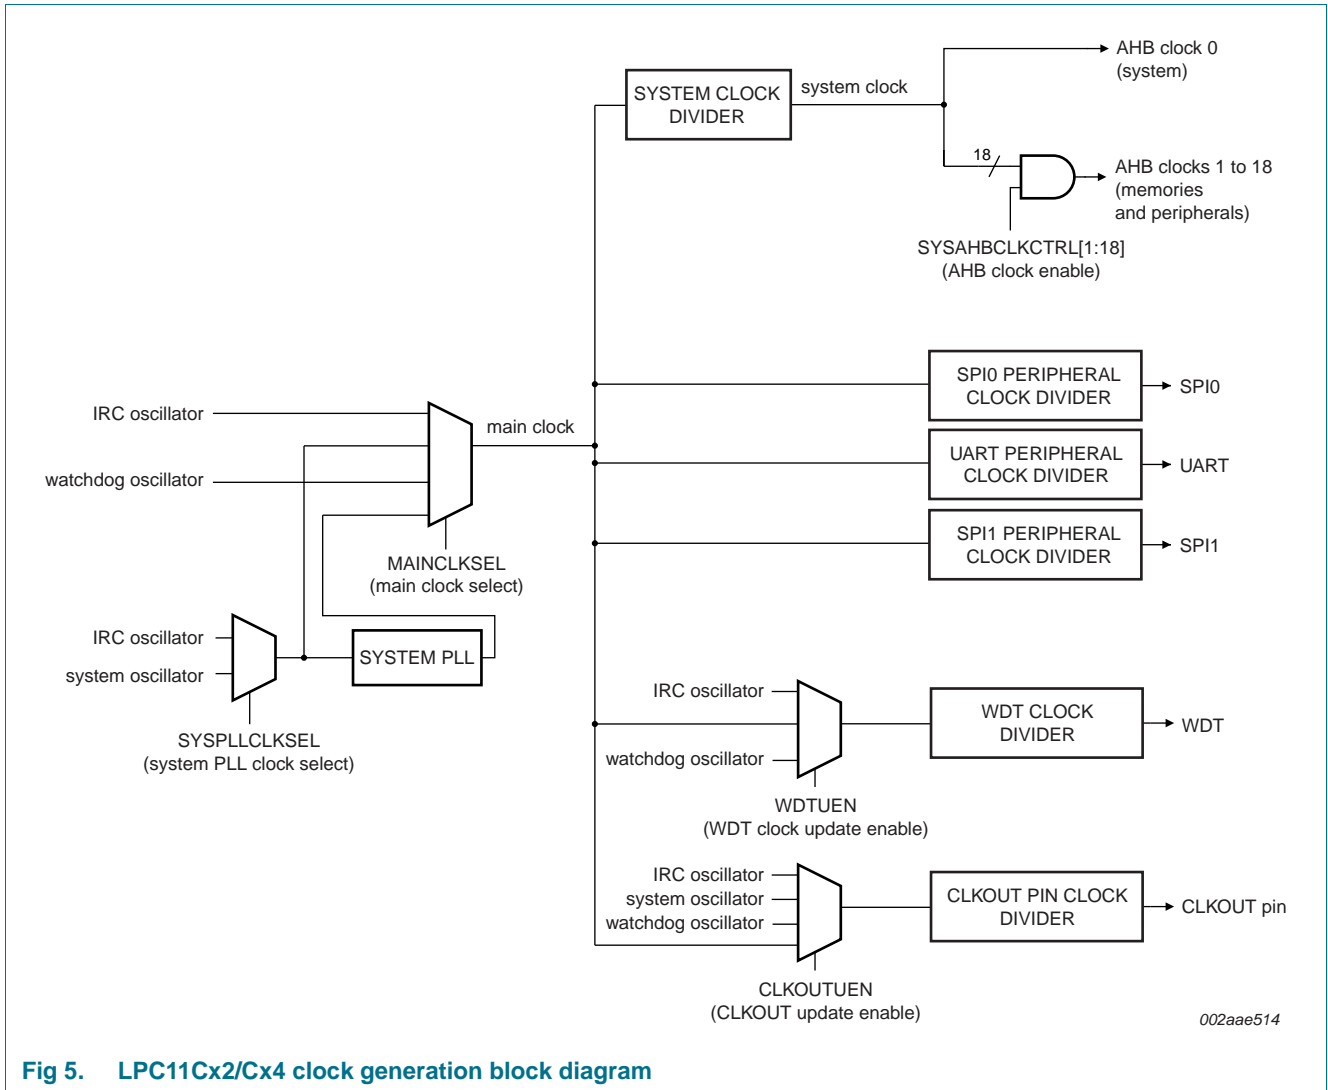 AHB clock 0
(system)
SYSTEM CLOCK
DIVIDER
system clock
18
AHB clocks 1 to 18
(memories
and peripherals)
SYSAHBCLKCTRL[1:18]
(AHB clock enable)
SPI0 PERIPHERAL
CLOCK DIVIDER
SPI0
IRC oscillator
main clock
watchdog oscillator
UART PERIPHERAL
CLOCK DIVIDER
UART
SPI1 PERIPHERAL
CLOCK DIVIDER
SPI1
MAINCLKSEL
(main clock select)
IRC oscillator
system oscillator
SYSTEM PLL
SYSPLLCLKSEL
(system PLL clock select)
IRC oscillator
watchdog oscillator
WDT CLOCK
DIVIDER
WDT
WDTUEN
(WDT clock update enable)
IRC oscillator
system oscillator
watchdog oscillator
CLKOUT PIN CLOCK
DIVIDER
CLKOUT pin
CLKOUTUEN
(CLKOUT update enable)
002aae514
Fig 5. LPC11Cx2/Cx4 clock generation block diagram